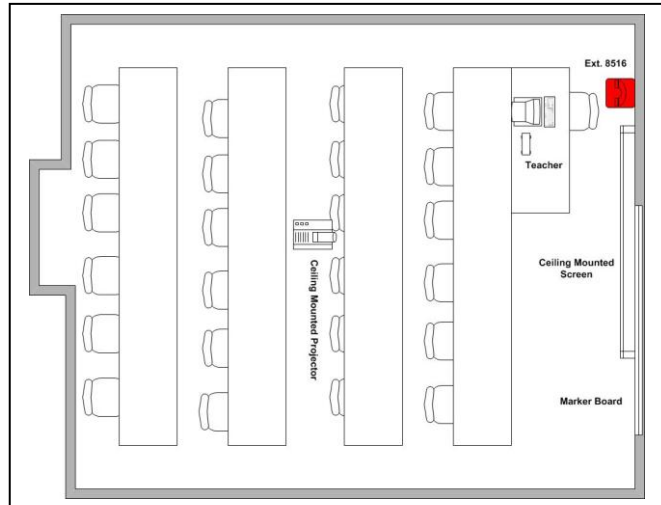 Ext. 8516
Teacher
Ceiling Mounted
Screen
Ceiling Mounted Projector
Marker Board